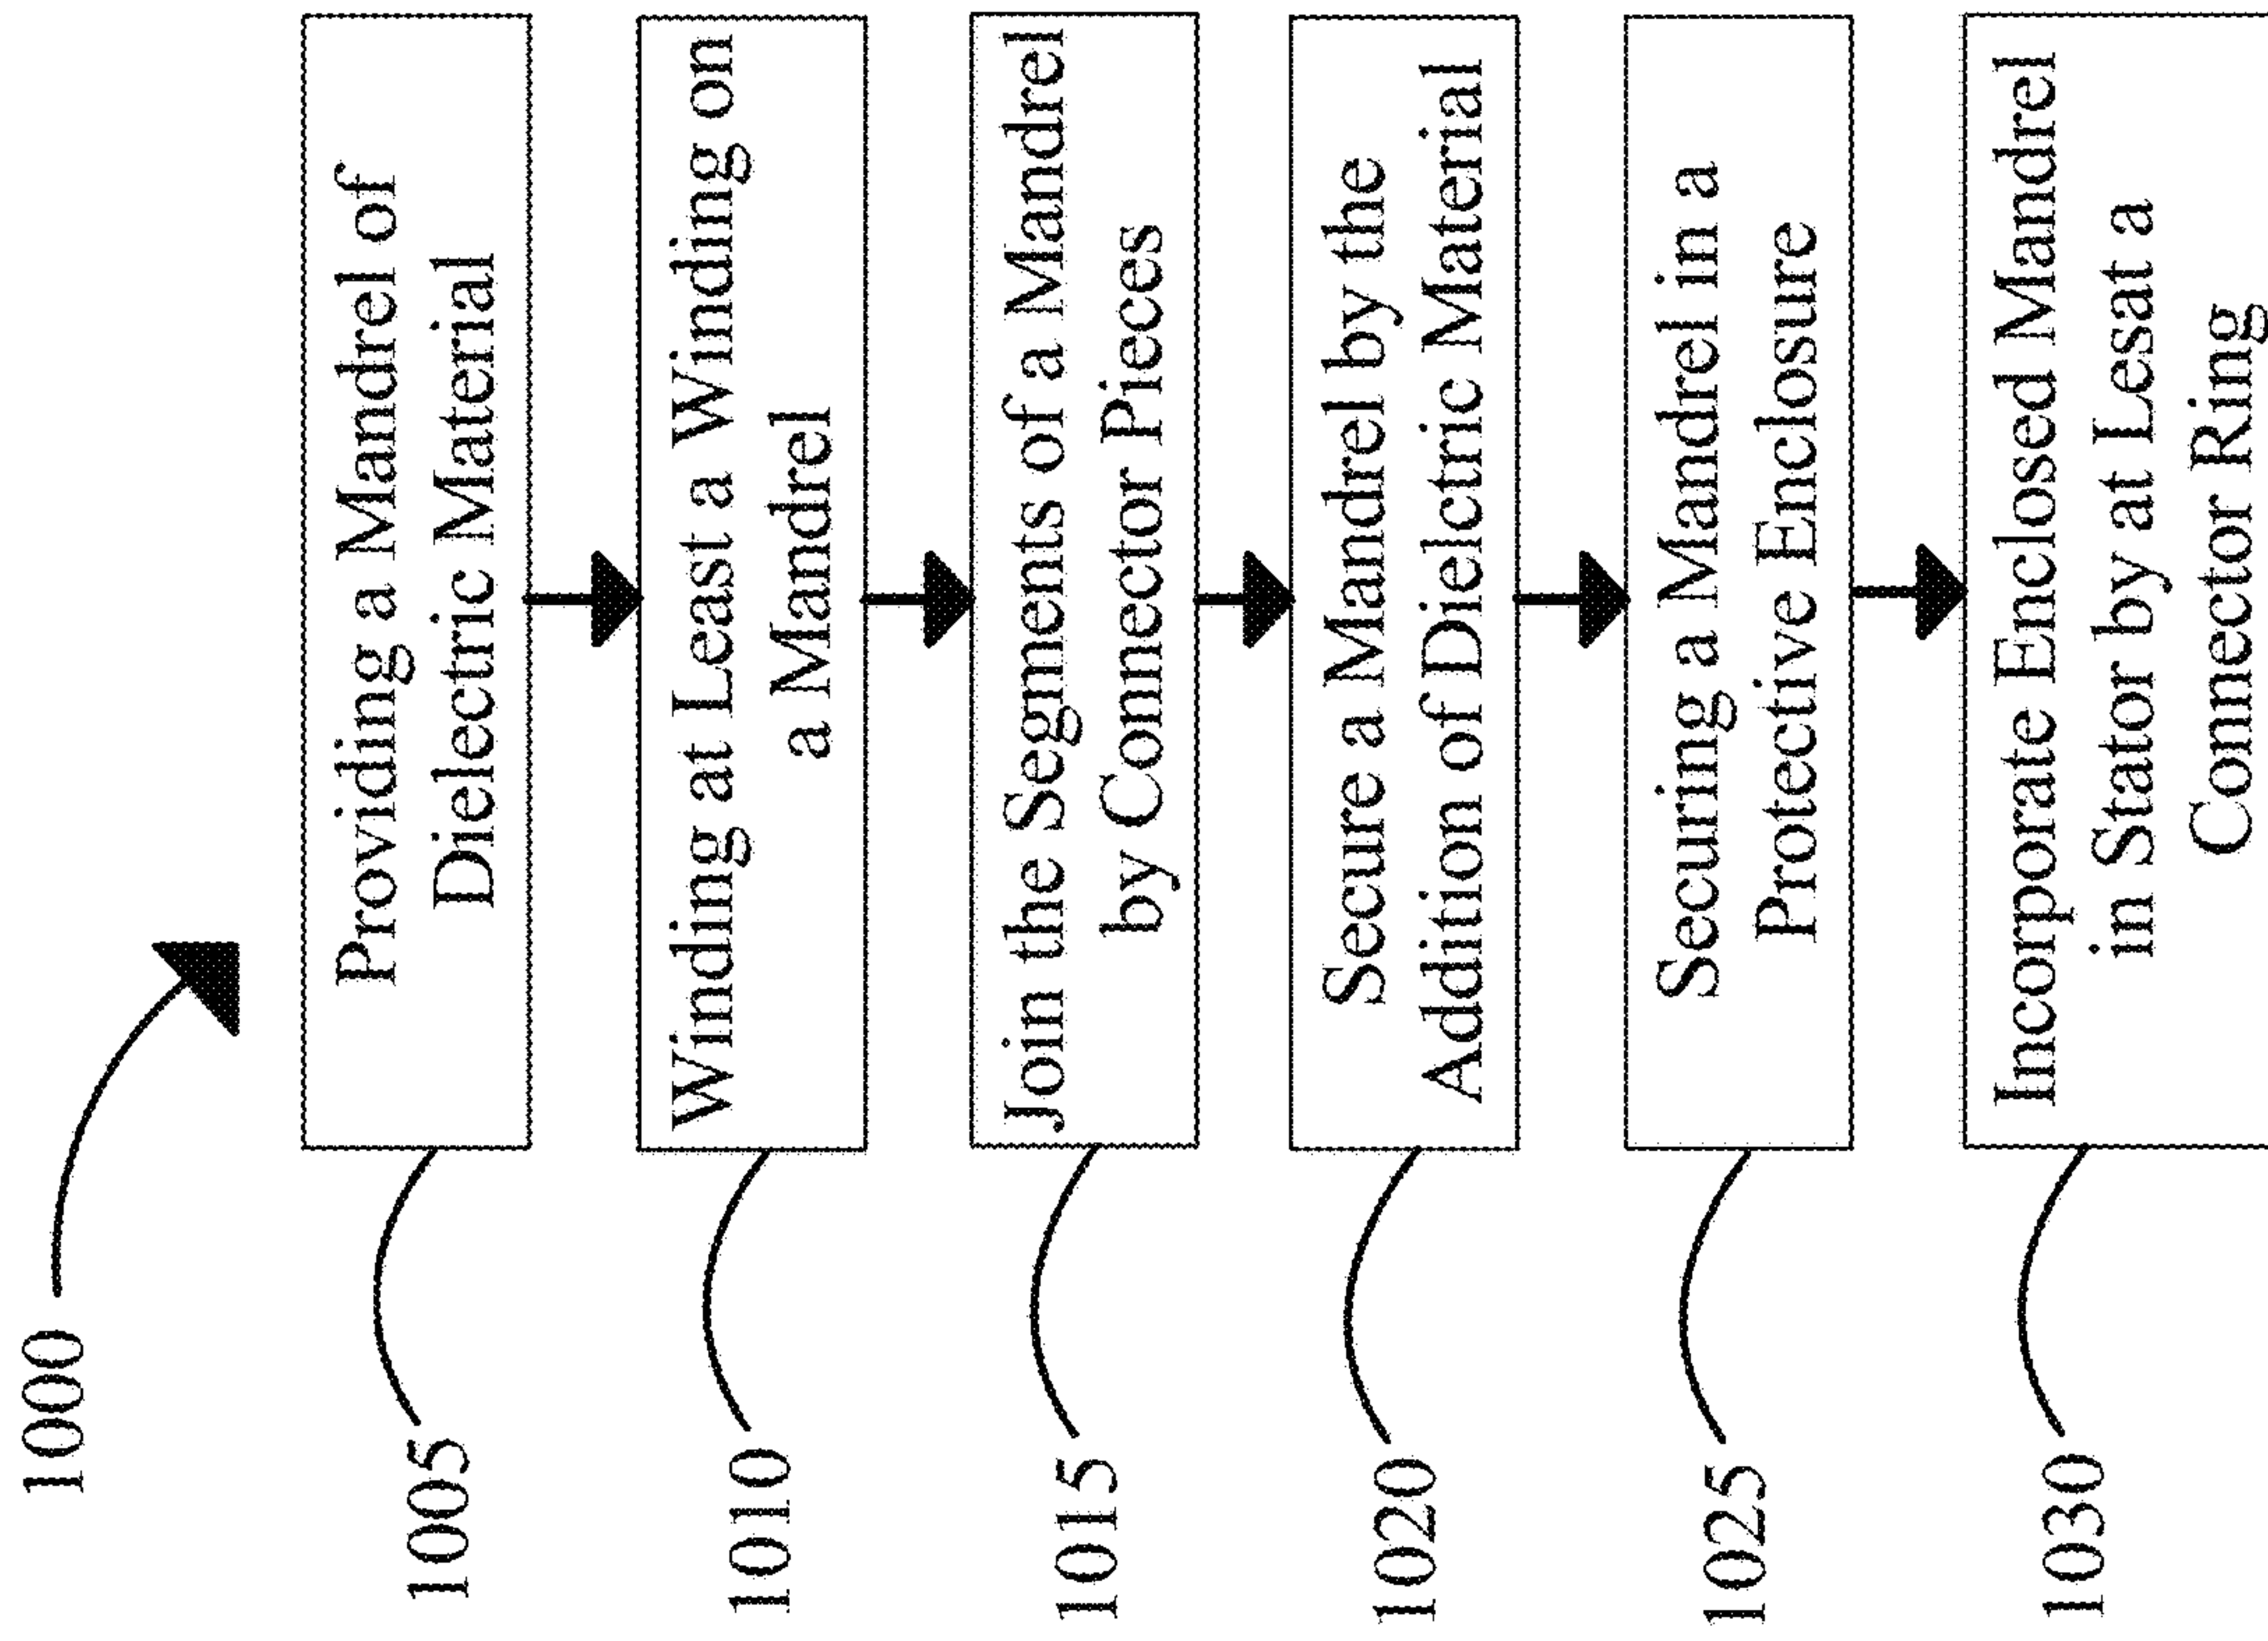 1000
1005
Providing a Mandrel of
Dielectric Material
1010
Winding at Least a Winding on
a Mandrel
1015
Join the Segments of a Mandrel
by Connector Pieces
1020
Secure a Mandrel by the
Addition of Dielctric Material
1025
Securing a Mandrel in a
Protective Enclosure
1030
Incorporate Enclosed Mandrel
in Stator by at Lesat a
Connector Ring